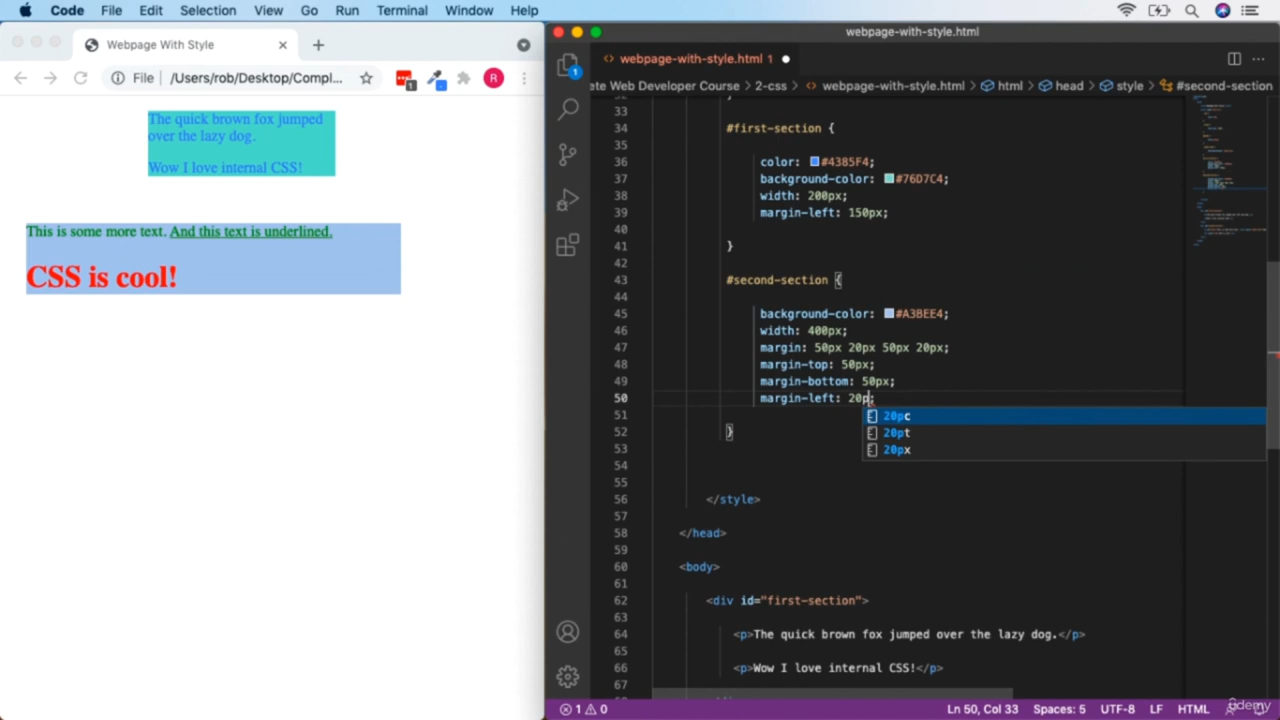 Code File Edit Selection View Go Run Terminal Window Help
Webpage With Style
File /Users/rob/Desktop/Compl...
R
1
The quick brown fox jumped
over the lazy dog.
Wow I love internal CSS!
This is some more text. And this text is underlined.
CSS is cool!
webpage-with-style.html
webpage-with-style.html 1
ete Web Developer Course > 2-css > webpage-with-style.html > html > head > style > #second-section
1
33
34 #first-section {
35
36 color: #4385F4;
37 background-color: #76D7C4;
38 width: 200px;
39 margin-left: 150px;
40
41 }
42
43 #second-section {
44
45 background-color: #A3BEE4;
46 width: 400px;
47 margin: 50px 20px 50px 20px;
48 margin-top: 50px;
49 margin-bottom: 50px;
50 margin-left: 20p;
51 20pc
52 } 20pt
53 20px
54
55
56 </style>
57
58 </head>
59
60 <body>
61
62 <div id="first-section">
63
64 <p>The quick brown fox jumped over the lazy dog.</p>
65
66 <p>Wow I love internal CSS!</p>
67
1 0 Ln 50, Col 33 Spaces: 5 UTF-8 LF HTML
udemy